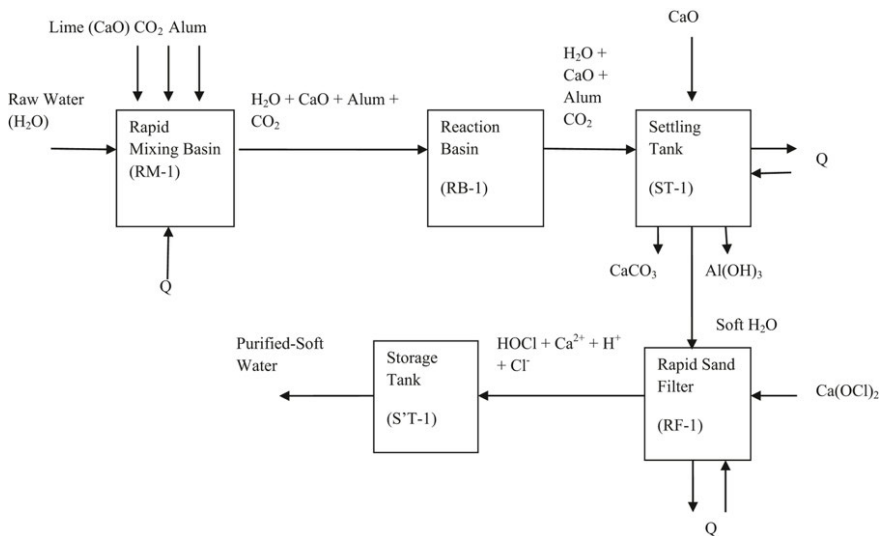 Lime (CaO) CO₂ Alum
Raw Water
(H₂O)
Rapid
Mixing Basin
(RM-1)
Q
H₂O + CaO + Alum +
CO₂
Reaction
Basin
(RB-1)
H₂O +
CaO +
Alum
CO₂
CaO
Settling
Tank
(ST-1)
Q
CaCO₃
Al(OH)₃
Soft H₂O
Rapid Sand
Filter
(RF-1)
Ca(OCl)₂
Q
HOCl + Ca²⁺ + H⁺
+ Cl⁻
Storage
Tank
(S’T-1)
Purified-Soft
Water